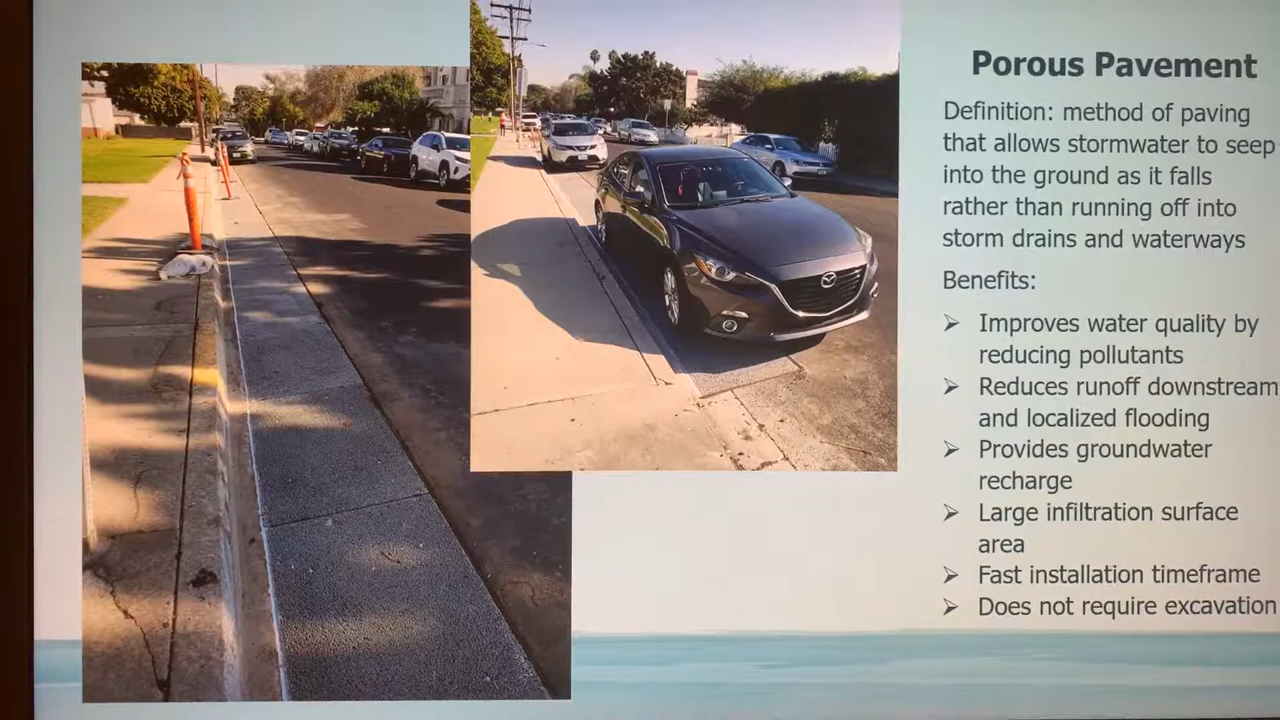 Porous Pavement
Definition: method of paving
that allows stormwater to seep
into the ground as it falls
rather than running off into
storm drains and waterways
Benefits:
➢ Improves water quality by
reducing pollutants
➢ Reduces runoff downstream
and localized flooding
➢ Provides groundwater
recharge
➢ Large infiltration surface
area
➢ Fast installation timeframe
➢ Does not require excavation